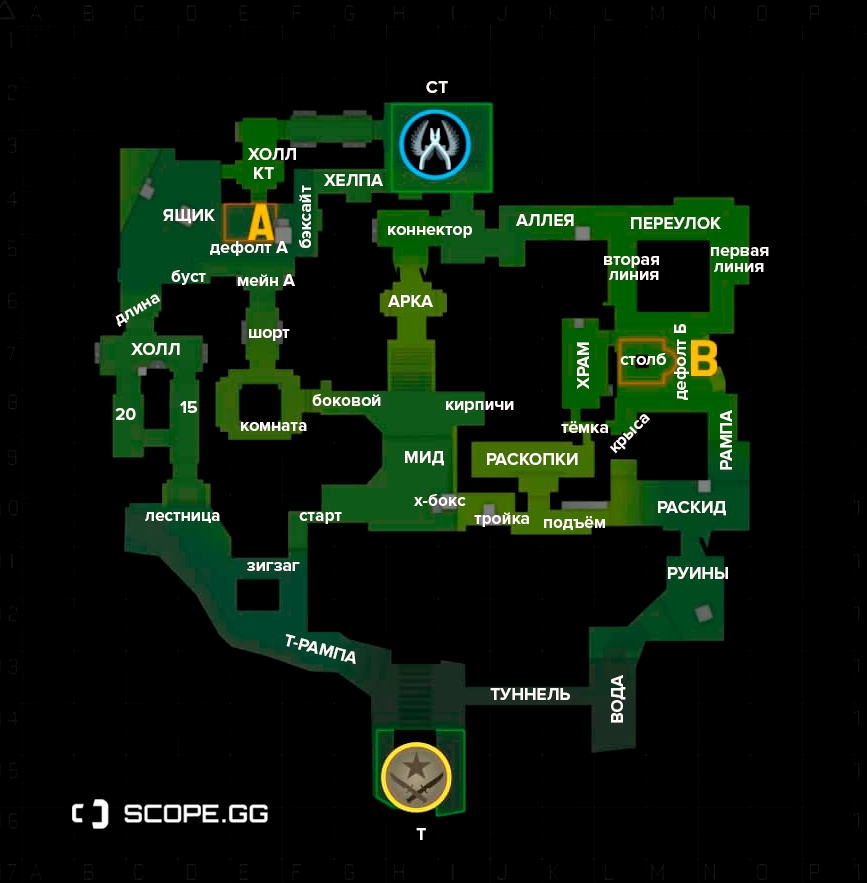 СТ
ХОЛЛ
КТ
ХЕЛПА
ЯЩИК
A
бэксайт
дефолт А
коннектор
АЛЛЕЯ
ПЕРЕУЛОК
первая
линия
вторая
линия
буст
мейн А
длина
АРКА
шорт
ХОЛЛ
ХРАМ
столб
дефолт Б
B
20
15
боковой
кирпичи
комната
тёмка
крыса
РАМПА
МИД
РАСКОПКИ
х-бокс
РАСКИД
лестница
старт
тройка
подъём
зигзаг
РУИНЫ
Т-РАМПА
ТУННЕЛЬ
ВОДА
SCOPE.GG
Т